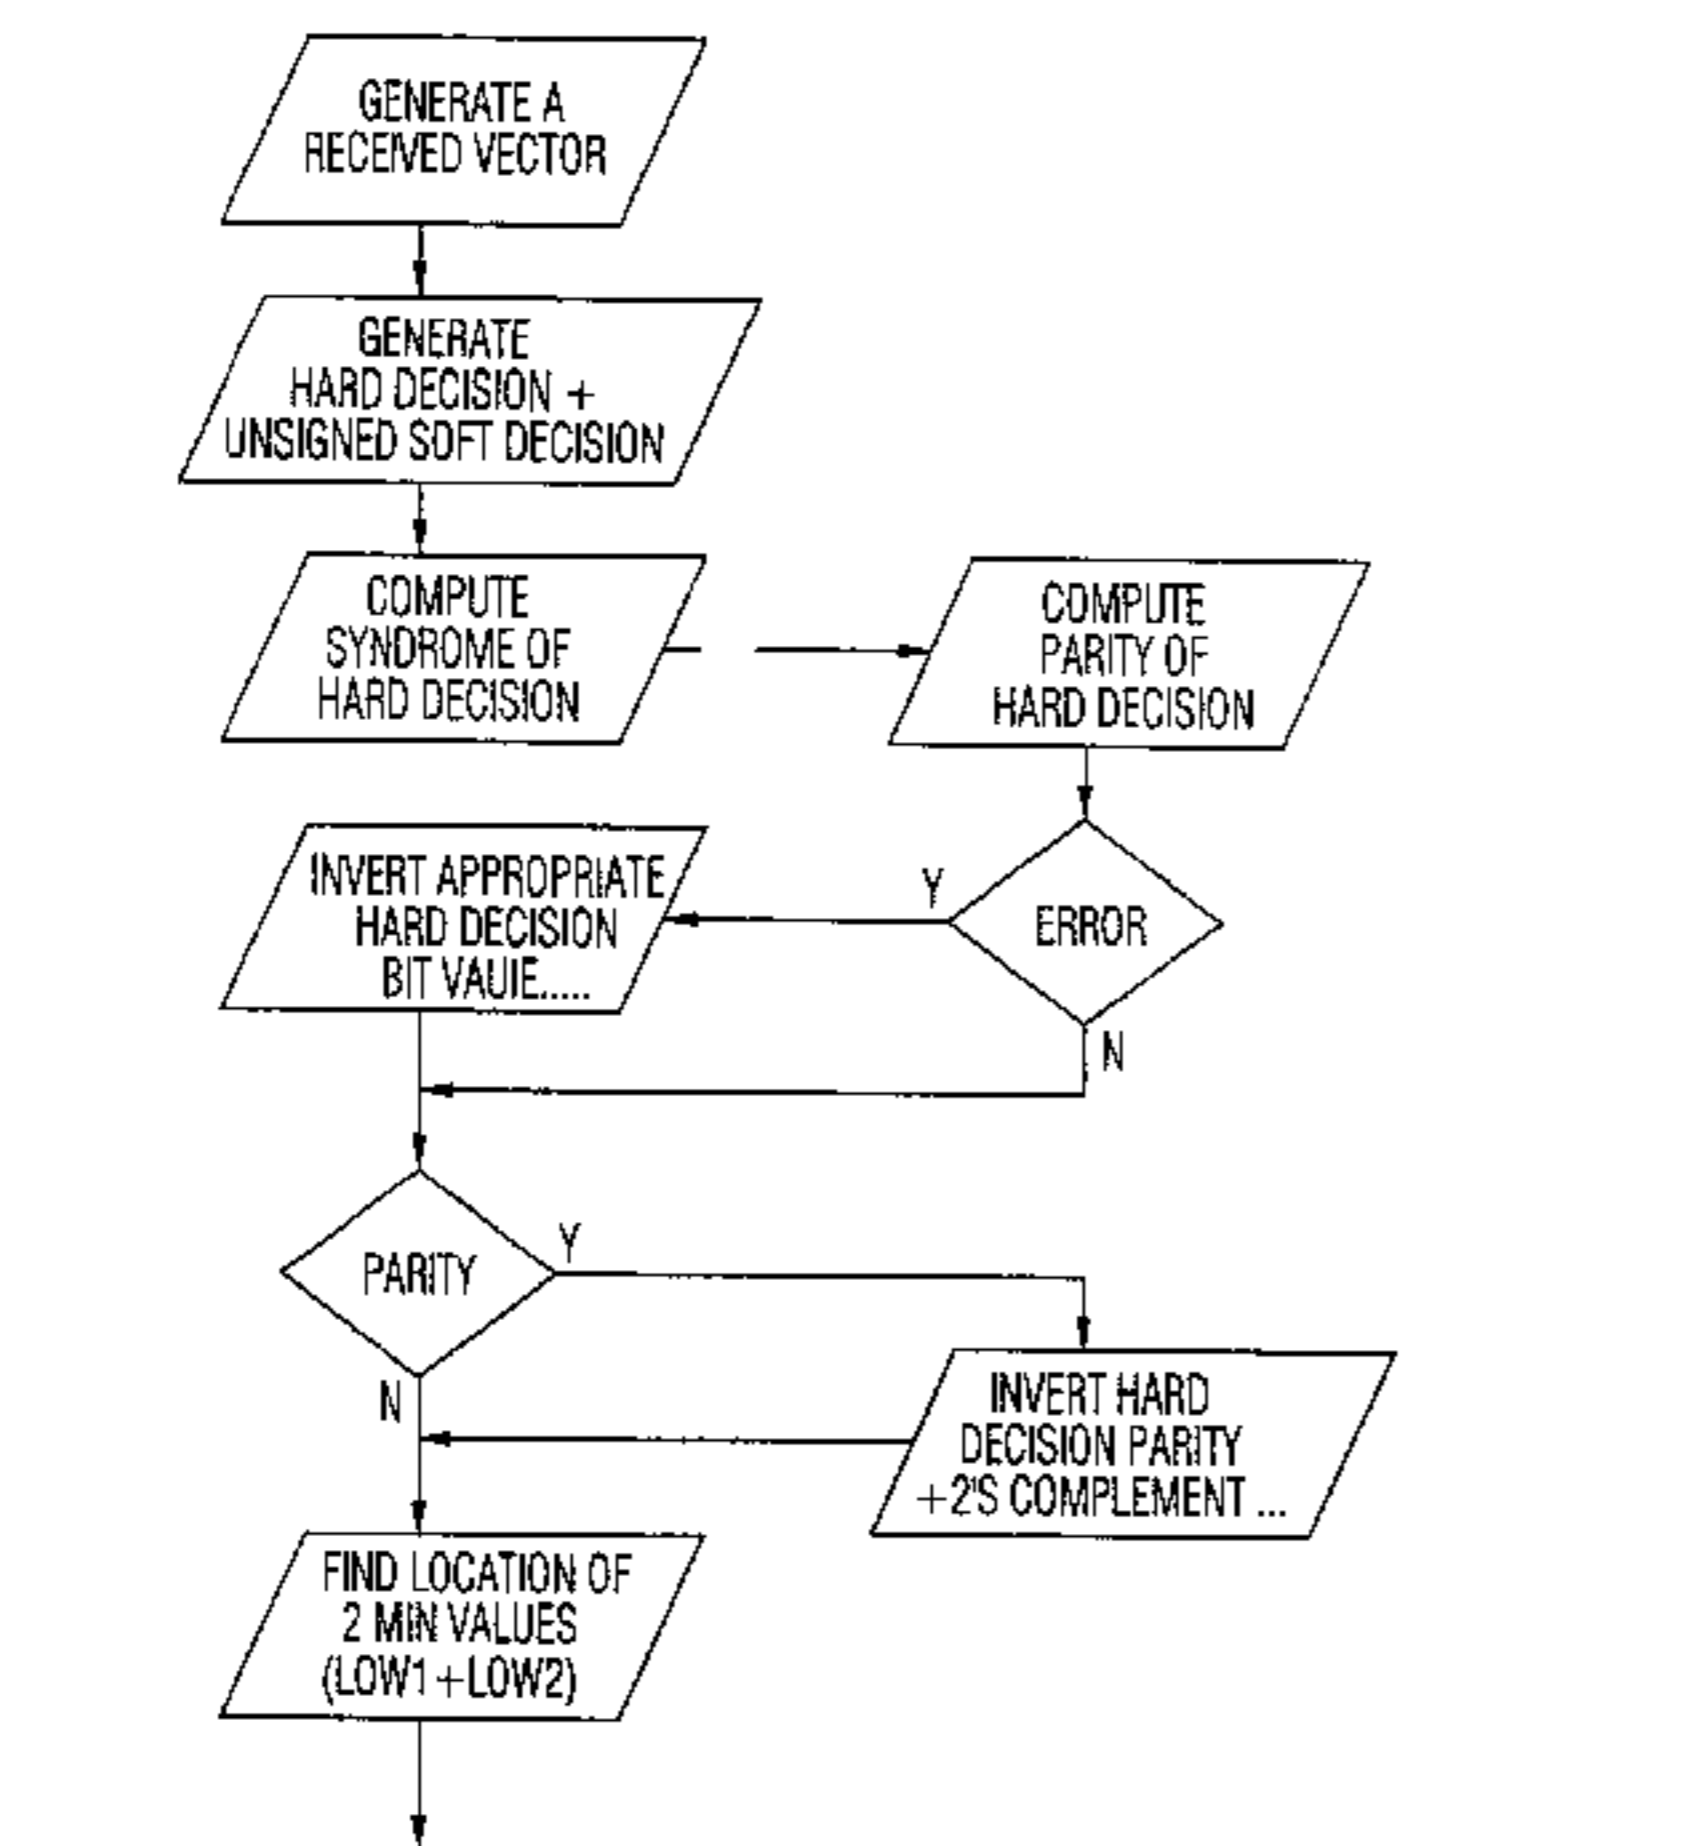 GENERATE A
RECEIVED VECTOR
GENERATE
HARD DECISION +
UNSIGNED SOFT DECISION
COMPUTE
SYNDROME OF
HARD DECISION
COMPUTE
PARITY OF
HARD DECISION
INVERT APPROPRIATE
HARD DECISION
BIT VAUIE.....
Y
ERROR
N
PARITY
Y
N
INVERT HARD
DECISION PARITY
+2'S COMPLEMENT ...
FIND LOCATION OF
2 MIN VALUES
(LOW1+LOW2)